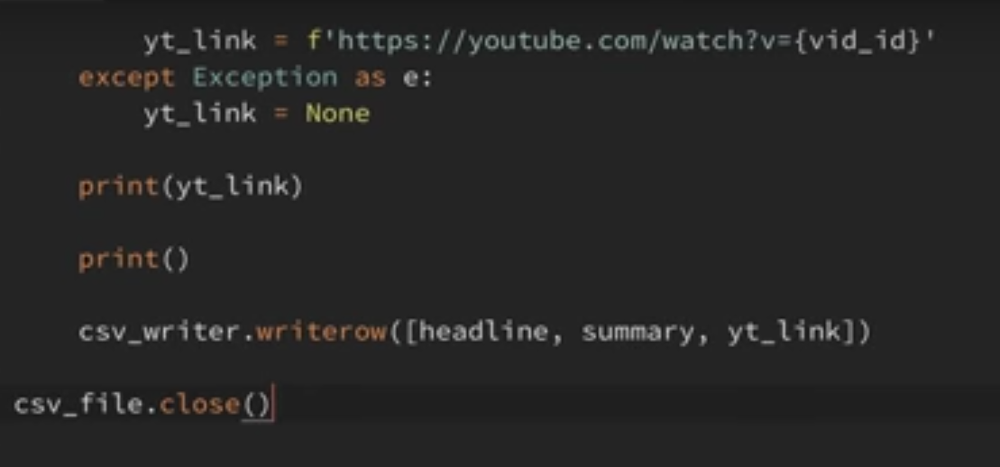 yt_link = f'https://youtube.com/watch?v={vid_id}'
    except Exception as e:
        yt_link = None
    print(yt_link)
    print()
    csv_writer.writerow([headline, summary, yt_link])
csv_file.close()